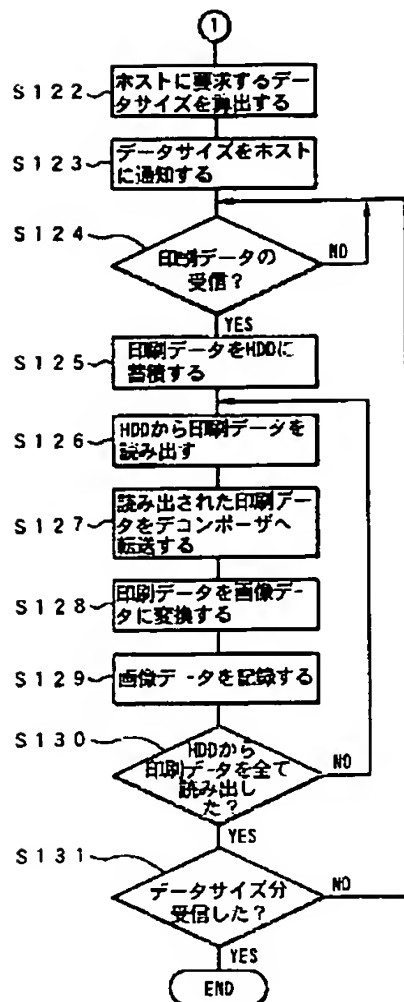 1
S122
ホストに要求するデー
タサイズを算出する
S123
データサイズをホスト
に通知する
S124
印刷データの
受信?
NO
YES
S125
印刷データをHDDに
蓄積する
S126
HDDから印刷データを
読み出す
S127
読み出された印刷デー
タをデコンポーザへ
転送する
S128
印刷データを画像デー
タに変換する
S129
画像データを記録する
S130
HDDから
印刷データを全て
読み出し
た?
NO
YES
S131
データサイズ分
受信した?
NO
YES
END